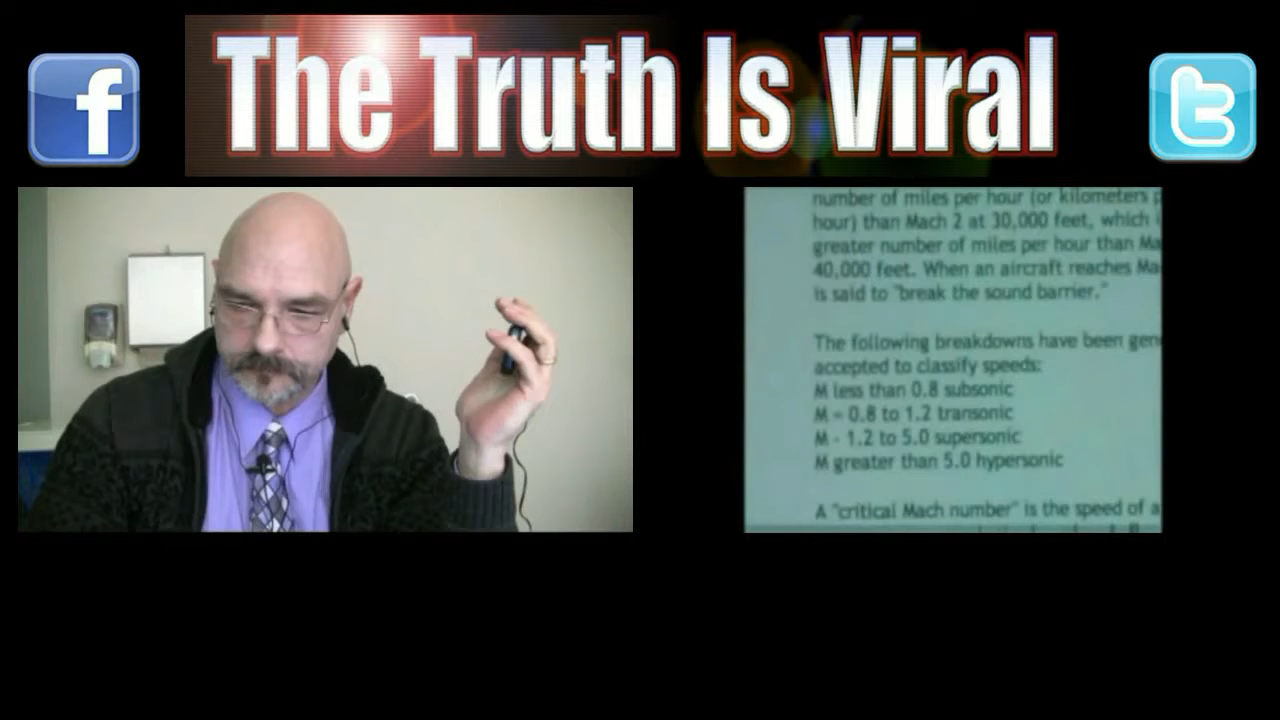 The Truth Is Viral
f
t
number of miles per hour (or kilometers
hour) than Mach 2 at 30,000 feet, which
greater number of miles per hour than
40,000 feet. When an aircraft reaches
is said to "break the sound barrier."
The following breakdowns have been
accepted to classify speeds:
M less than 0.8 subsonic
M = 0.8 to 1.2 transonic
M - 1.2 to 5.0 supersonic
M greater than 5.0 hypersonic
A "critical Mach number" is the speed of